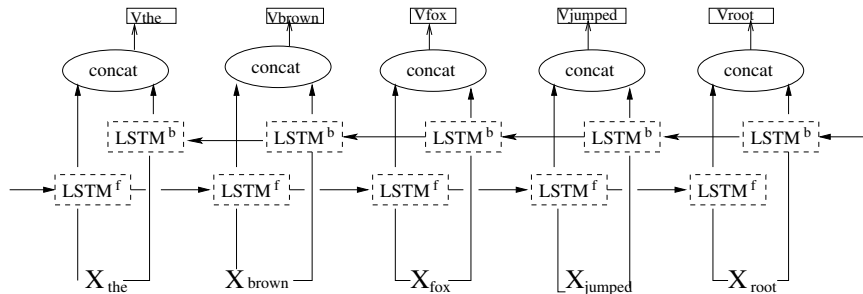 Vthe Vbrown Vfox Vjumped Vroot
concat concat concat concat concat
LSTM b LSTM b LSTM b LSTM b LSTM b
LSTM f LSTM f LSTM f LSTM f LSTM f
X the X brown X fox X jumped X root